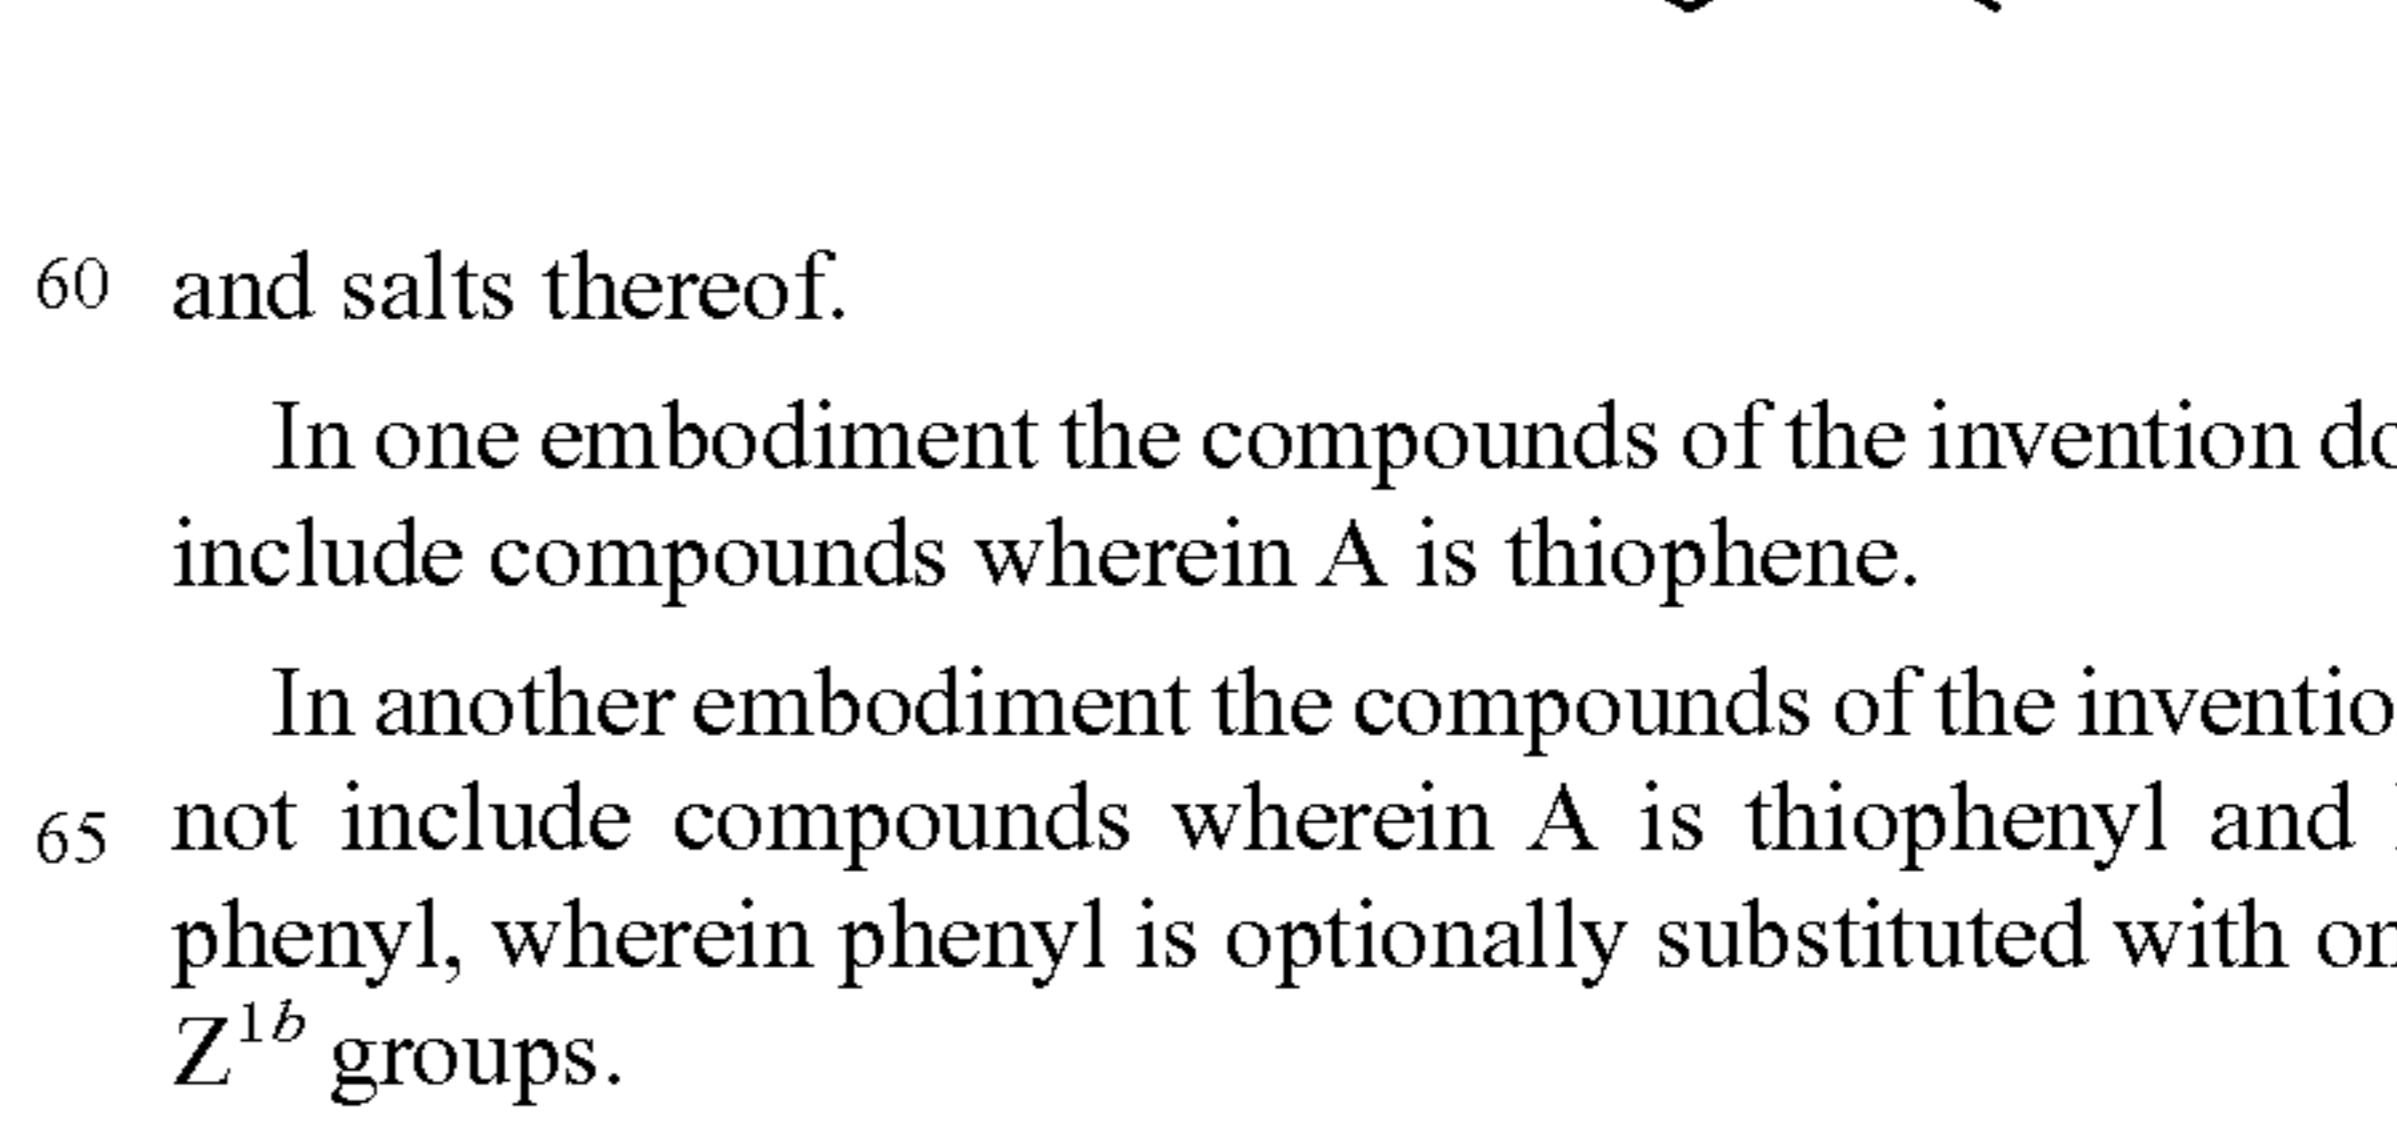 60 and salts thereof.
In one embodiment the compounds of the invention do
include compounds wherein A is thiophene.
In another embodiment the compounds of the
65 not include compounds wherein A is thiophenyl and
phenyl, wherein phenyl is optionally substituted with
Z^{1b} groups.